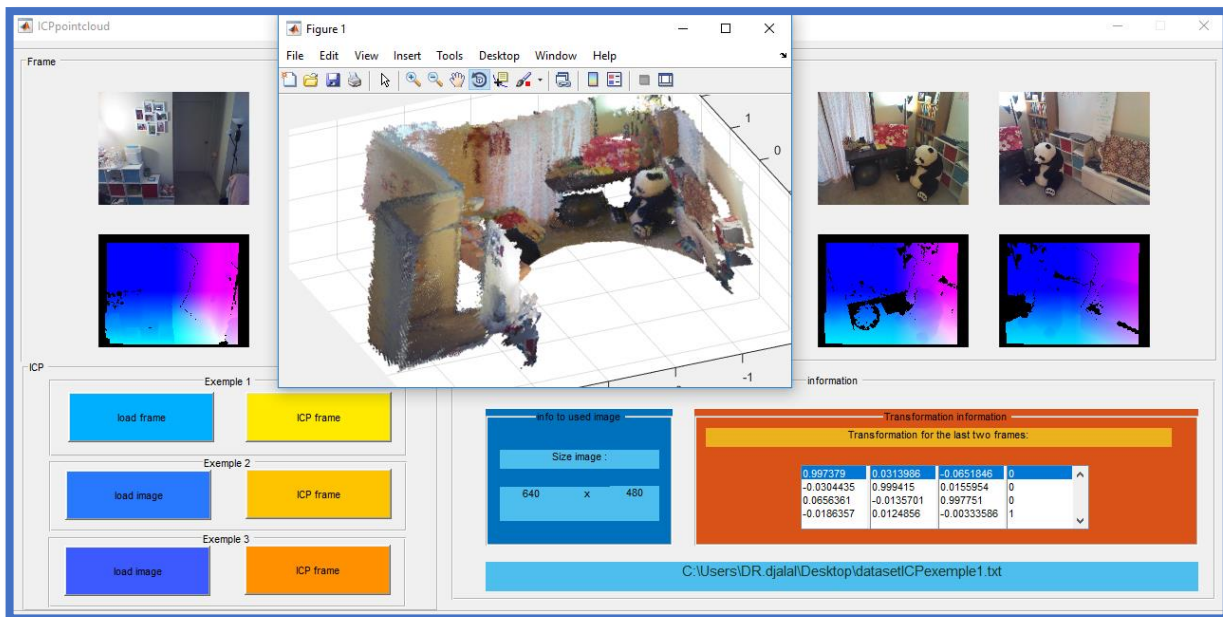 ICPpointcloud
Figure 1
File Edit View Insert Tools Desktop Window Help
Frame
1
0
-1
ICP
Exemple 1
load frame
ICP frame
Exemple 2
load image
ICP frame
Exemple 3
load image
ICP frame
information
info to used image
Size image :
640 x 480
Transformation information
Transformation for the last two frames:
0.997379 0.0313986 -0.0651846 0
-0.0304435 0.999415 0.0155954 0
0.0656361 -0.0135701 0.997751 0
-0.0186357 0.0124856 -0.00333586 1
C:\Users\DR.djalal\Desktop\datasetICPexemple1.txt